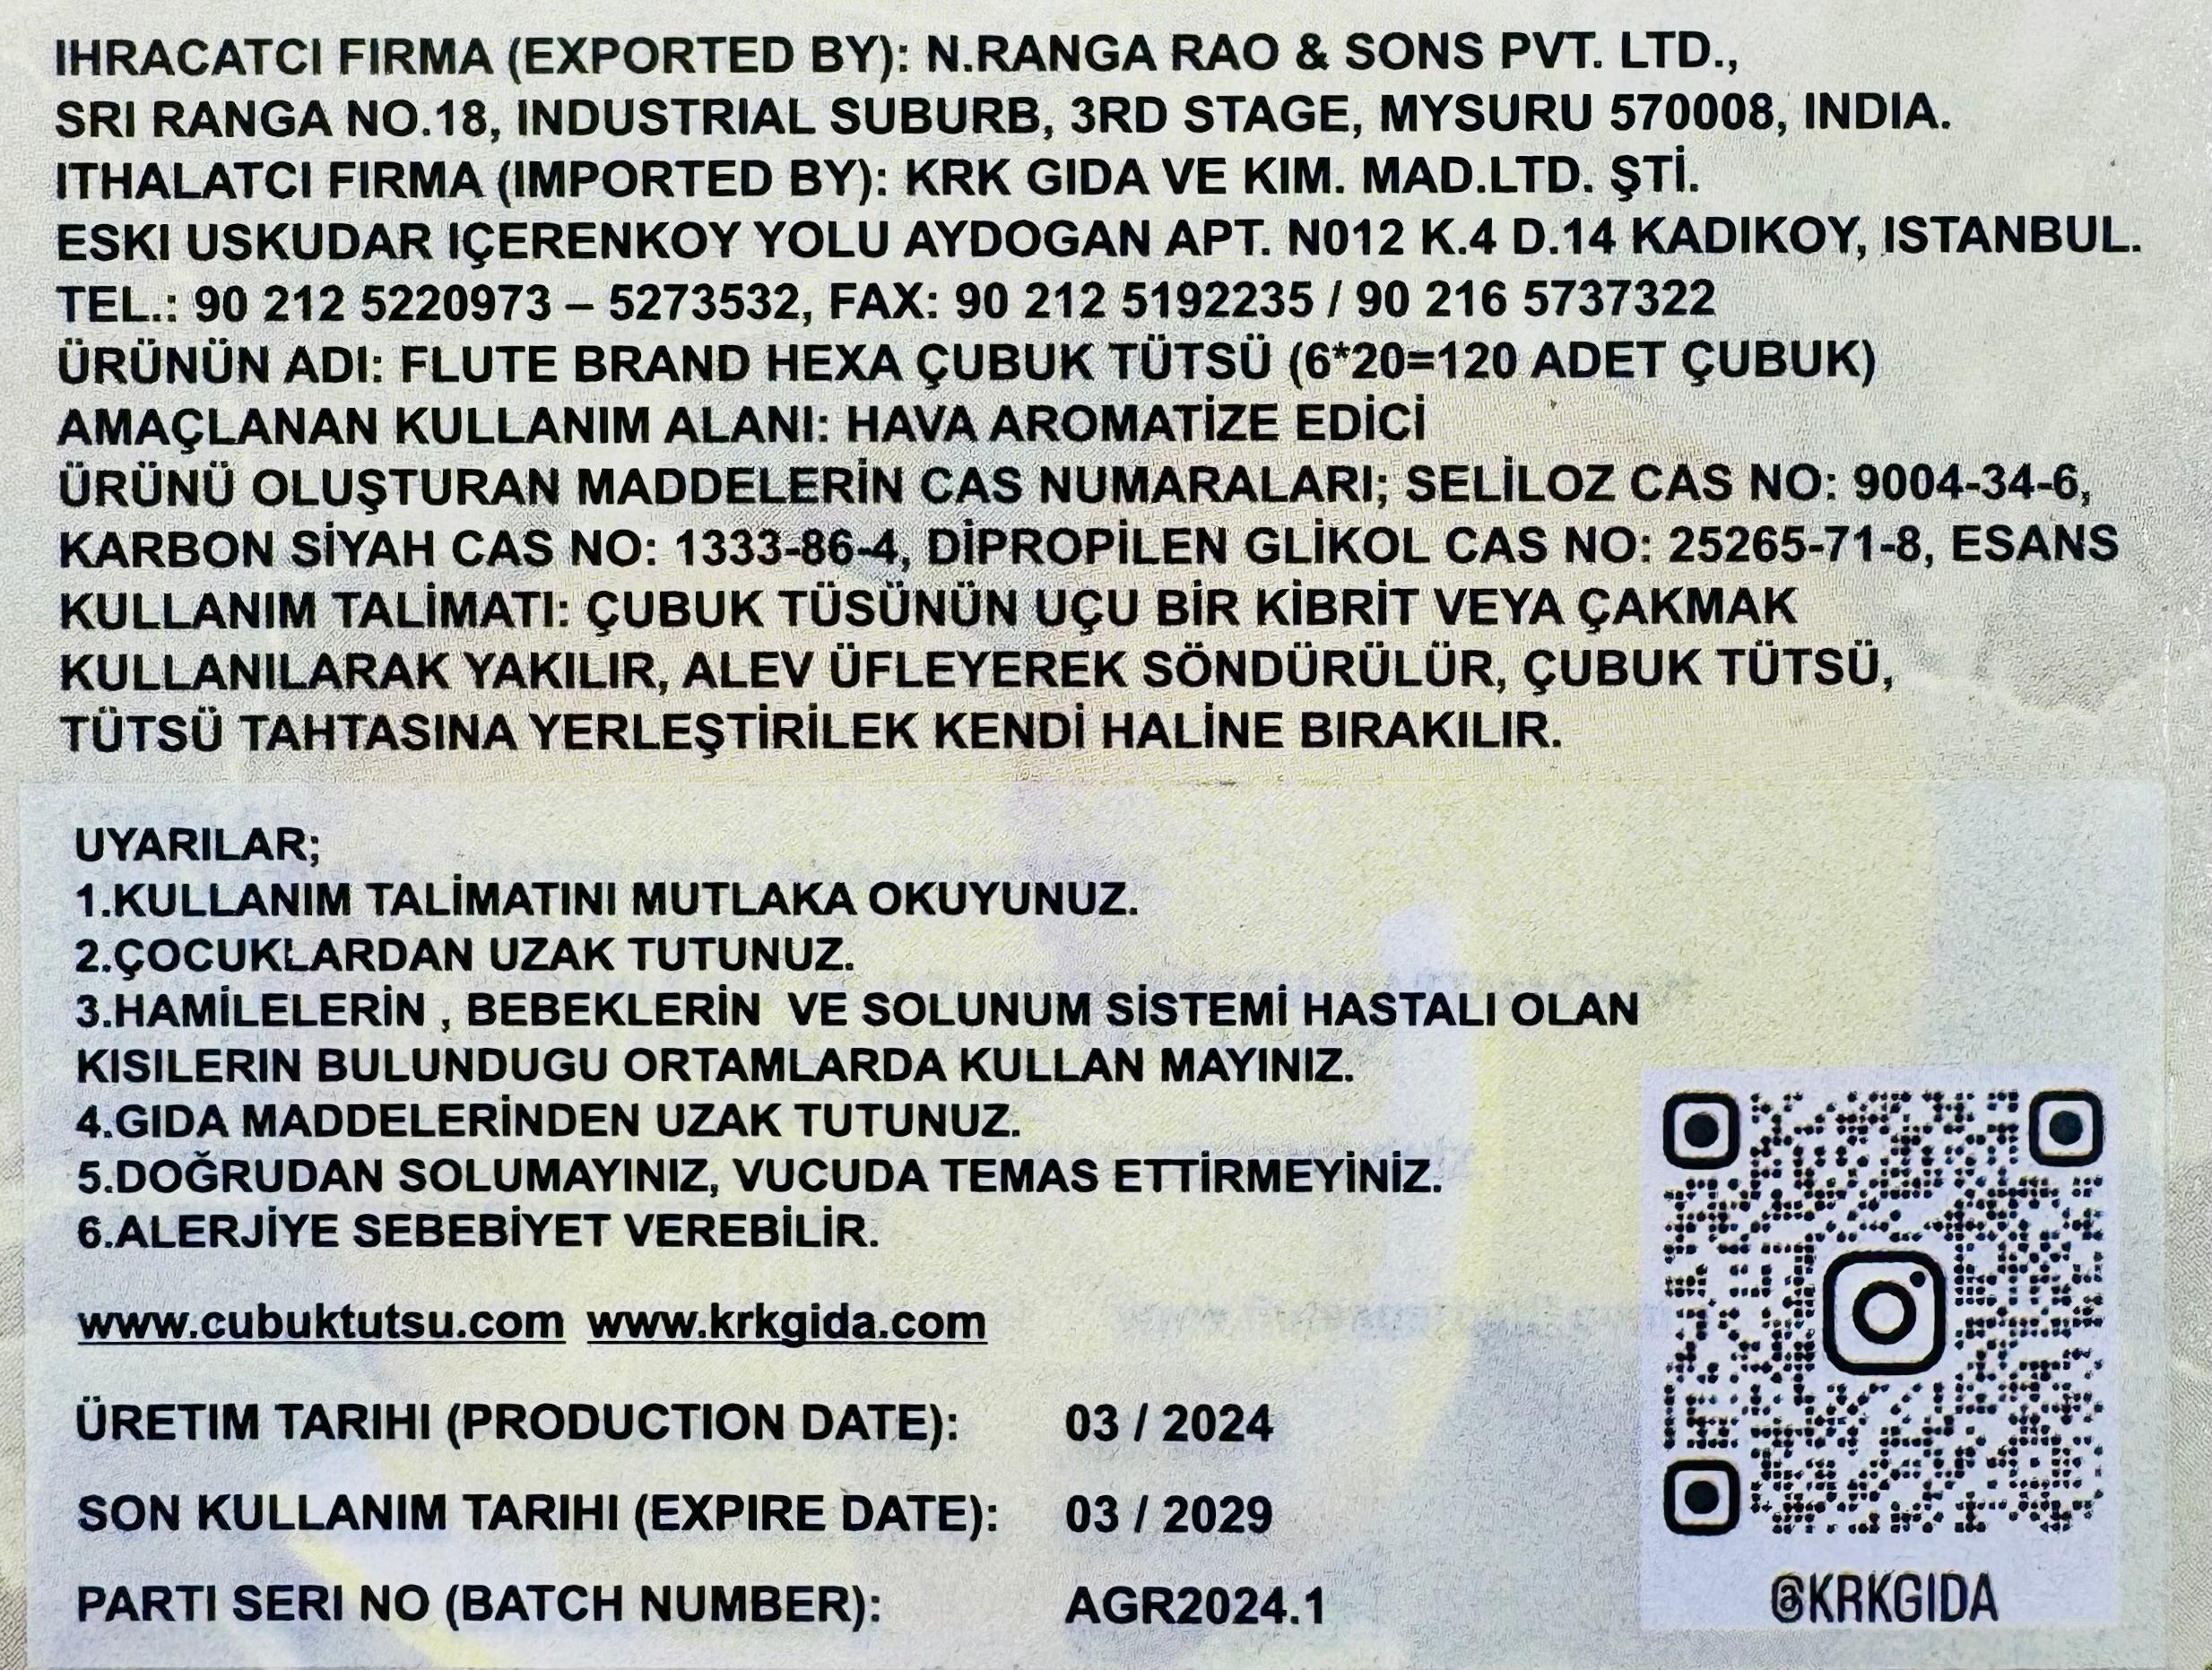 IHRACATCI FIRMA (EXPORTED BY): N.RANGA RAO & SONS PVT. LTD.,
SRI RANGA NO.18, INDUSTRIAL SUBURB, 3RD STAGE, MYSURU 570008, INDIA.
ITHALATCI FIRMA (IMPORTED BY): KRK GIDA VE KIM. MAD.LTD. ŞTİ.
ESKI USKUDAR IÇERENKOY YOLU AYDOGAN APT. N012 K.4 D.14 KADIKOY, ISTANBUL.
TEL.: 90 212 5220973 – 5273532, FAX: 90 212 5192235 / 90 216 5737322
ÜRÜNÜN ADI: FLUTE BRAND HEXA ÇUBUK TÜTSÜ (6*20=120 ADET ÇUBUK)
AMAÇLANAN KULLANIM ALANI: HAVA AROMATİZE EDİCİ
ÜRÜNÜ OLUŞTURAN MADDELERİN CAS NUMARALARI; SELİLOZ CAS NO: 9004-34-6,
KARBON SİYAH CAS NO: 1333-86-4, DİPROPİLEN GLİKOL CAS NO: 25265-71-8, ESANS
KULLANIM TALİMATI: ÇUBUK TÜSÜNÜN UÇU BİR KİBRİT VEYA ÇAKMAK
KULLANILARAK YAKILIR, ALEV ÜFLEYEREK SÖNDÜRÜLÜR, ÇUBUK TÜTSÜ,
TÜTSÜ TAHTASINA YERLEŞTİRİLEK KENDİ HALİNE BIRAKILIR.
UYARILAR;
1.KULLANIM TALİMATINI MUTLAKA OKUYUNUZ.
2.ÇOCUKLARDAN UZAK TUTUNUZ.
3.HAMİLELERİN , BEBEKLERİN VE SOLUNUM SİSTEMİ HASTALI OLAN
KISILERIN BULUNDUGU ORTAMLARDA KULLAN MAYINIZ.
4.GIDA MADDELERİNDEN UZAK TUTUNUZ.
5.DOĞRUDAN SOLUMAYINIZ, VUCUDA TEMAS ETTİRMEYİNİZ.
6.ALERJİYE SEBEBİYET VEREBİLİR.
www.cubuktutsu.com www.krkgida.com
ÜRETIM TARIHI (PRODUCTION DATE): 03 / 2024
SON KULLANIM TARIHI (EXPIRE DATE): 03 / 2029
PARTI SERI NO (BATCH NUMBER): AGR2024.1
@KRKGIDA